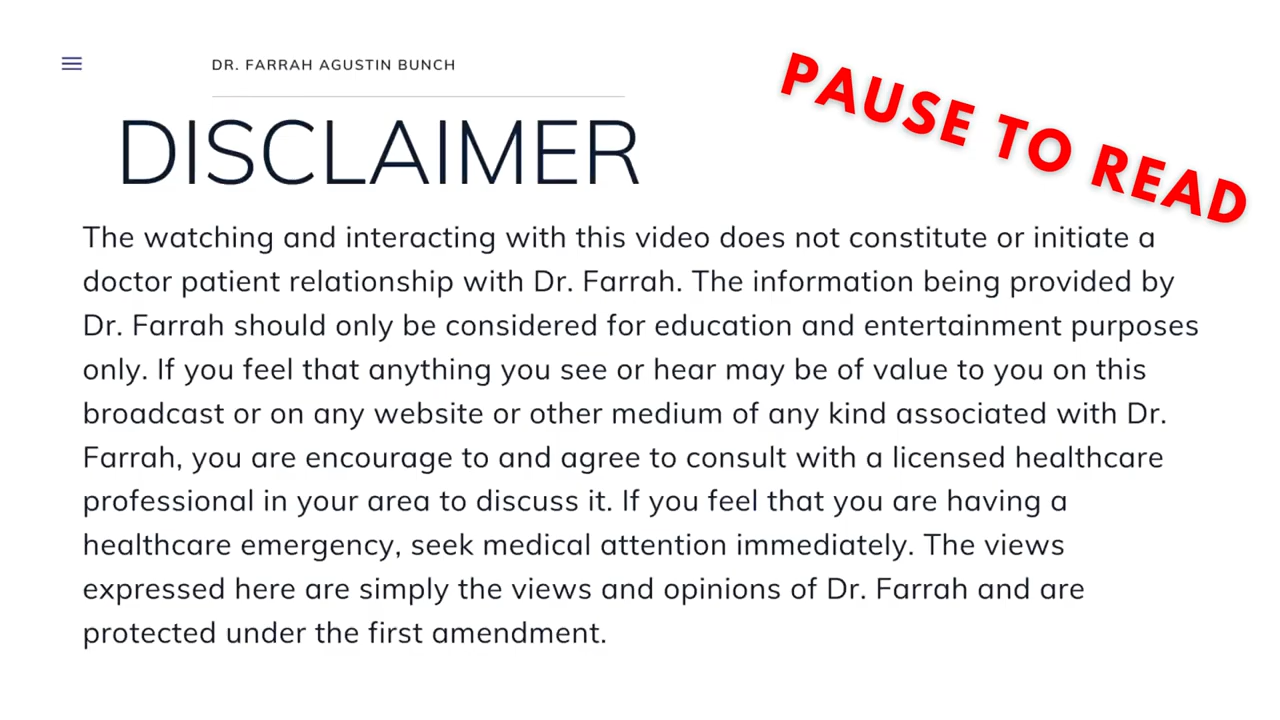 DR. FARRAH AGUSTIN BUNCH
PAUSE TO READ
DISCLAIMER
The watching and interacting with this video does not constitute or initiate a
doctor patient relationship with Dr. Farrah. The information being provided by
Dr. Farrah should only be considered for education and entertainment purposes
only. If you feel that anything you see or hear may be of value to you on this
broadcast or on any website or other medium of any kind associated with Dr.
Farrah, you are encourage to and agree to consult with a licensed healthcare
professional in your area to discuss it. If you feel that you are having a
healthcare emergency, seek medical attention immediately. The views
expressed here are simply the views and opinions of Dr. Farrah and are
protected under the first amendment.